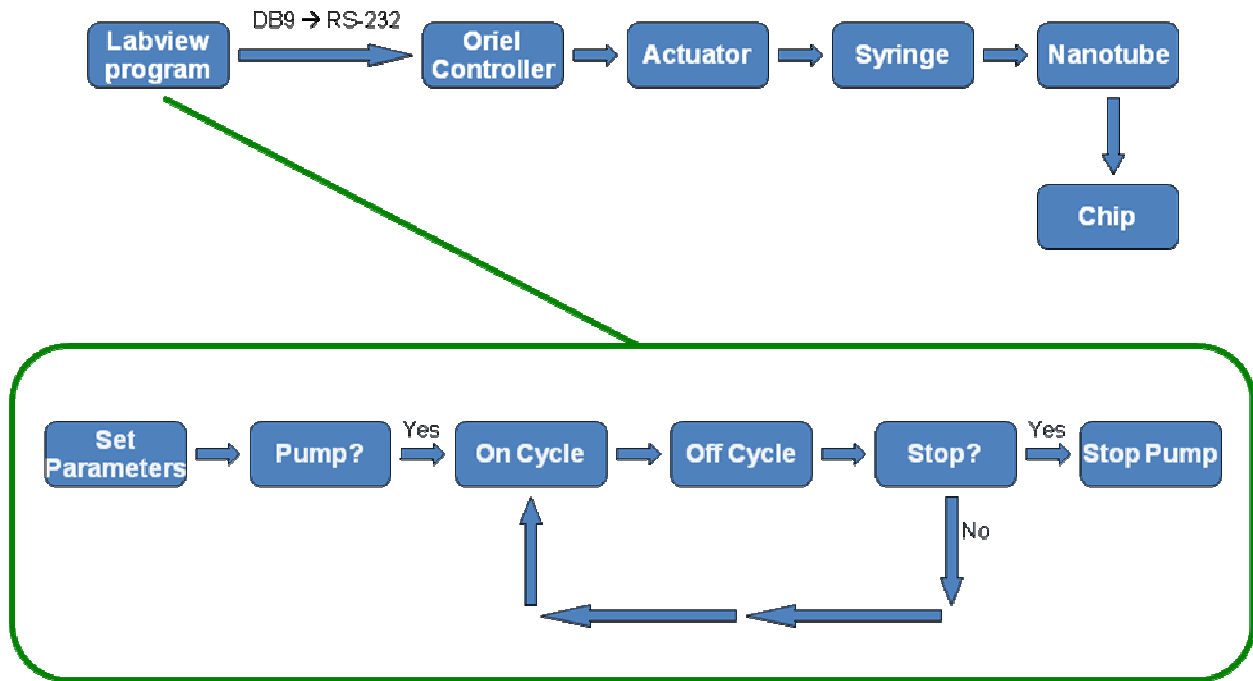 DB9 → RS-232
Labview
program
Oriel
Controller
Actuator
Syringe
Nanotube
Chip
Set
Parameters
Pump?
Yes
On Cycle
Off Cycle
Stop?
Yes
Stop Pump
No